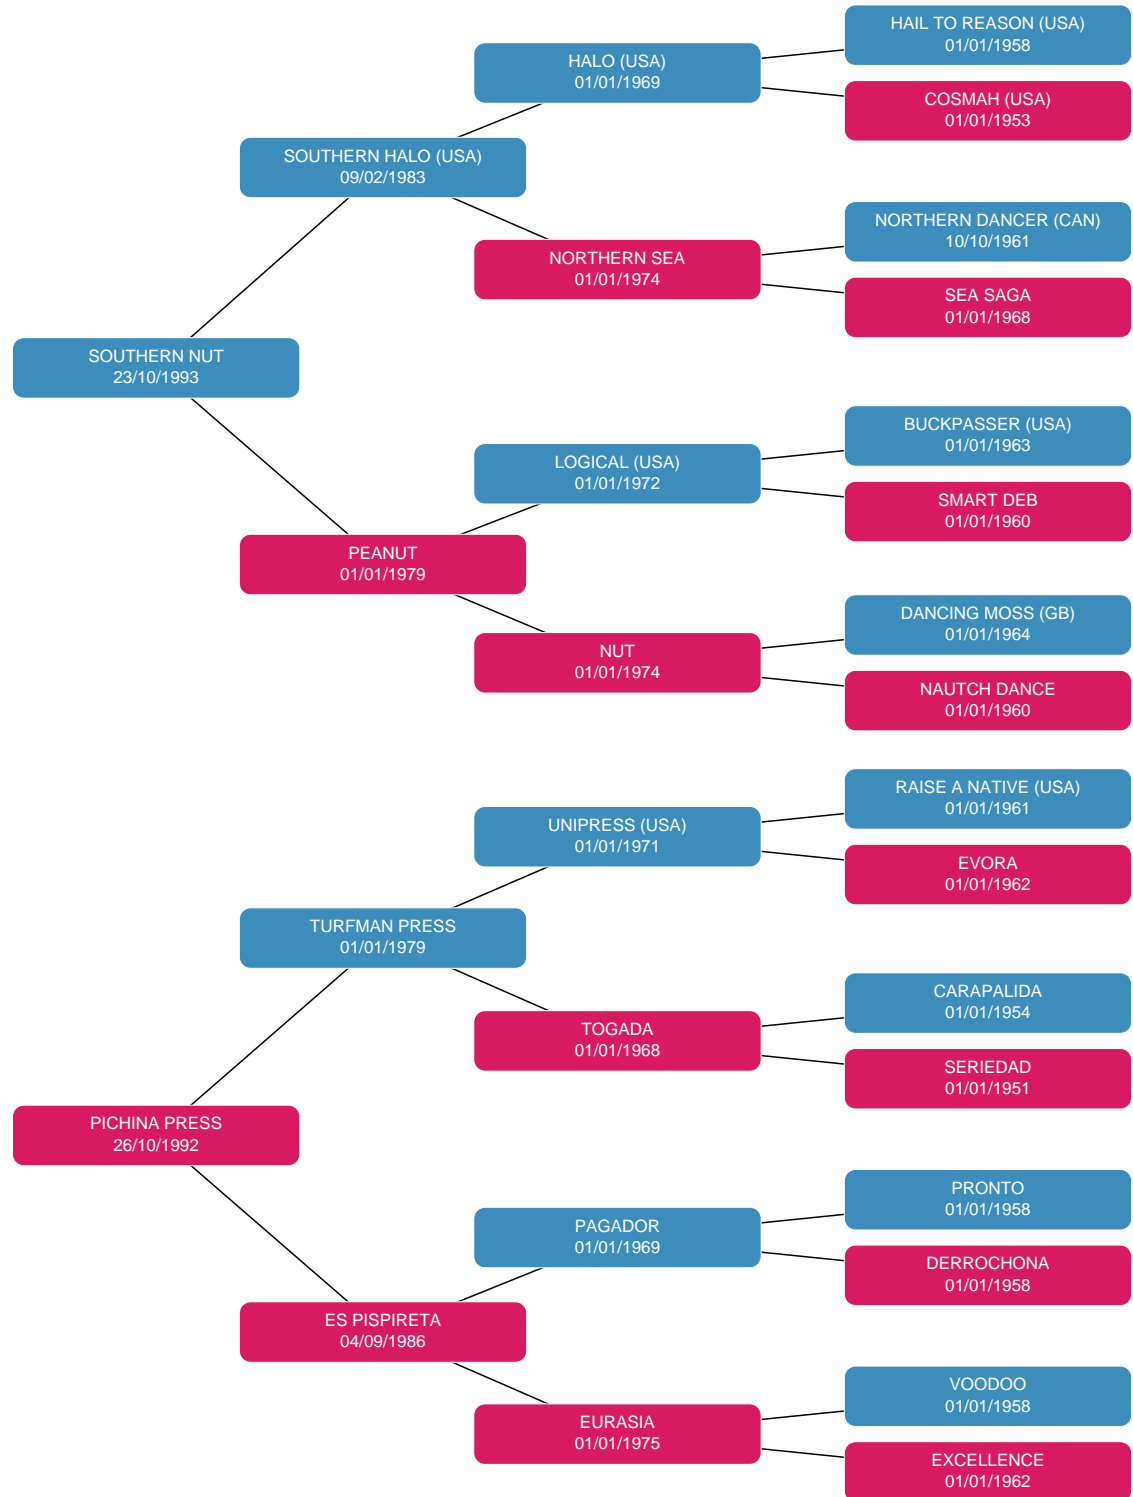 HAIL TO REASON (USA)
01/01/1958
HALO (USA)
01/01/1969
COSMAH (USA)
01/01/1953
SOUTHERN HALO (USA)
09/02/1983
NORTHERN DANCER (CAN)
10/10/1961
NORTHERN SEA
01/01/1974
SEA SAGA
01/01/1968
SOUTHERN NUT
23/10/1993
BUCKPASSER (USA)
01/01/1963
LOGICAL (USA)
01/01/1972
SMART DEB
01/01/1960
PEANUT
01/01/1979
DANCING MOSS (GB)
01/01/1964
NUT
01/01/1974
NAUTCH DANCE
01/01/1960
RAISE A NATIVE (USA)
01/01/1961
UNIPRESS (USA)
01/01/1971
EVORA
01/01/1962
TURFMAN PRESS
01/01/1979
CARAPALIDA
01/01/1954
TOGADA
01/01/1968
SERIEDAD
01/01/1951
PICHINA PRESS
26/10/1992
PRONTO
01/01/1958
PAGADOR
01/01/1969
DERROCHONA
01/01/1958
ES PISPIRETA
04/09/1986
VOODOO
01/01/1958
EURASIA
01/01/1975
EXCELLENCE
01/01/1962